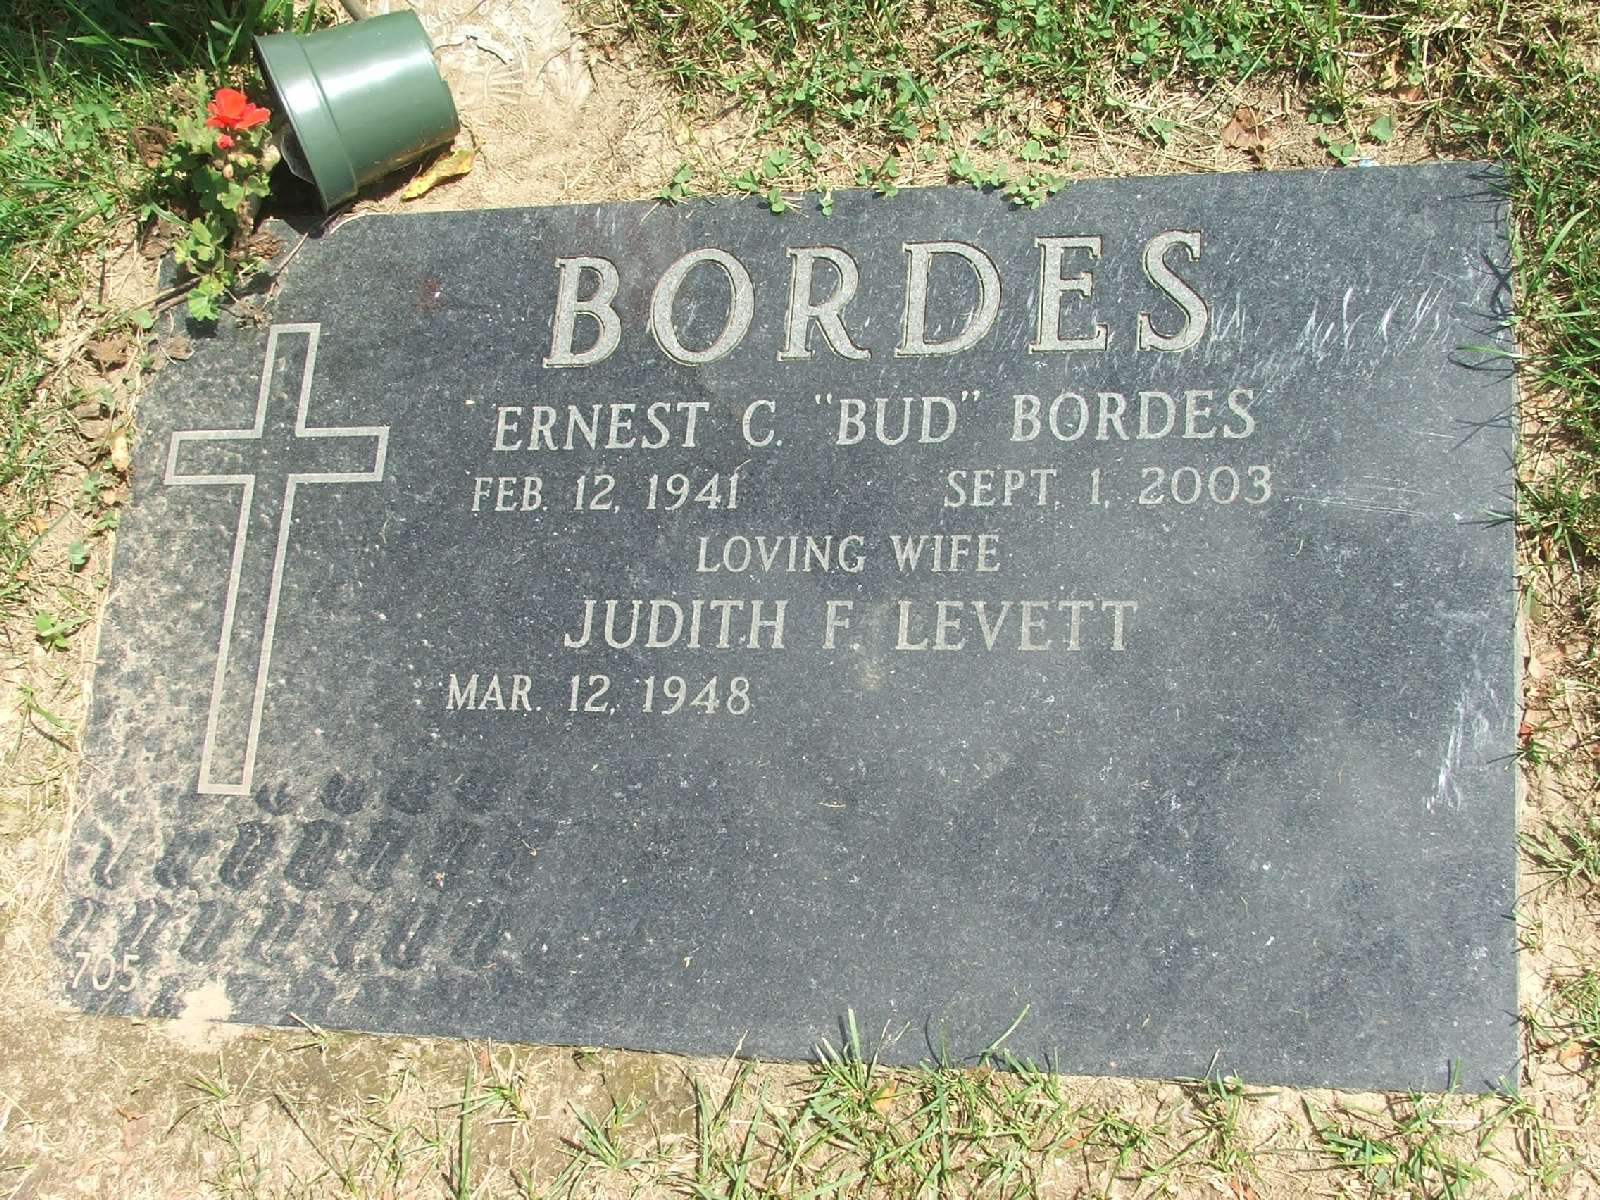 BORDES
ERNEST C. "BUD" BORDES
FEB. 12, 1941 SEPT. 1, 2003
LOVING WIFE
JUDITH F. LEVETT
MAR. 12, 1948
705